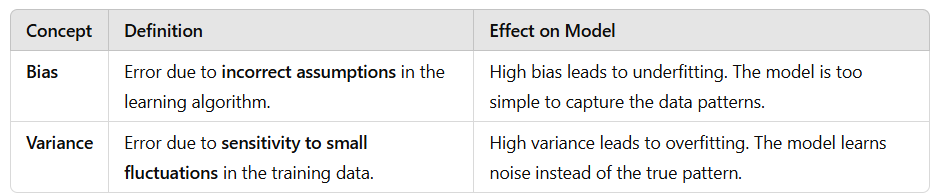 Concept Definition Effect on Model
Bias Error due to incorrect assumptions in the High bias leads to underfitting. The model is too
learning algorithm. simple to capture the data patterns.
Variance Error due to sensitivity to small High variance leads to overfitting. The model learns
fluctuations in the training data. noise instead of the true pattern.